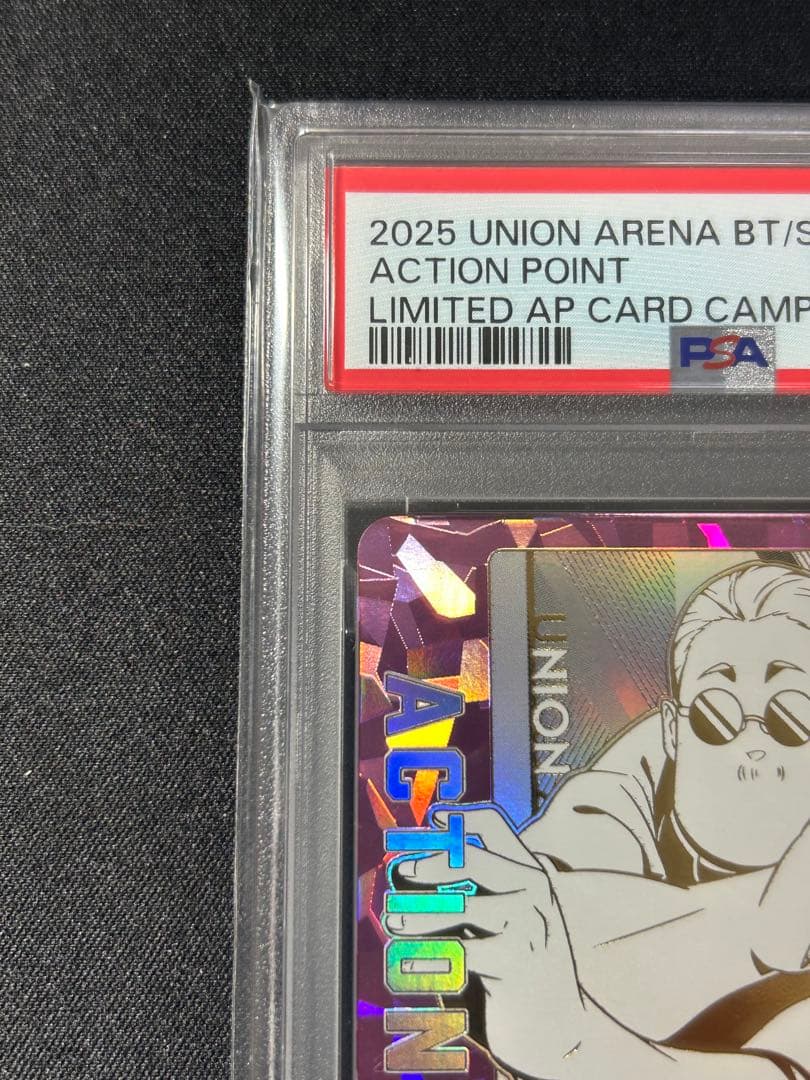 2025 UNION ARENA BT/S
ACTION POINT
LIMITED AP CARD CAMP
PSA
UNION
ACTION